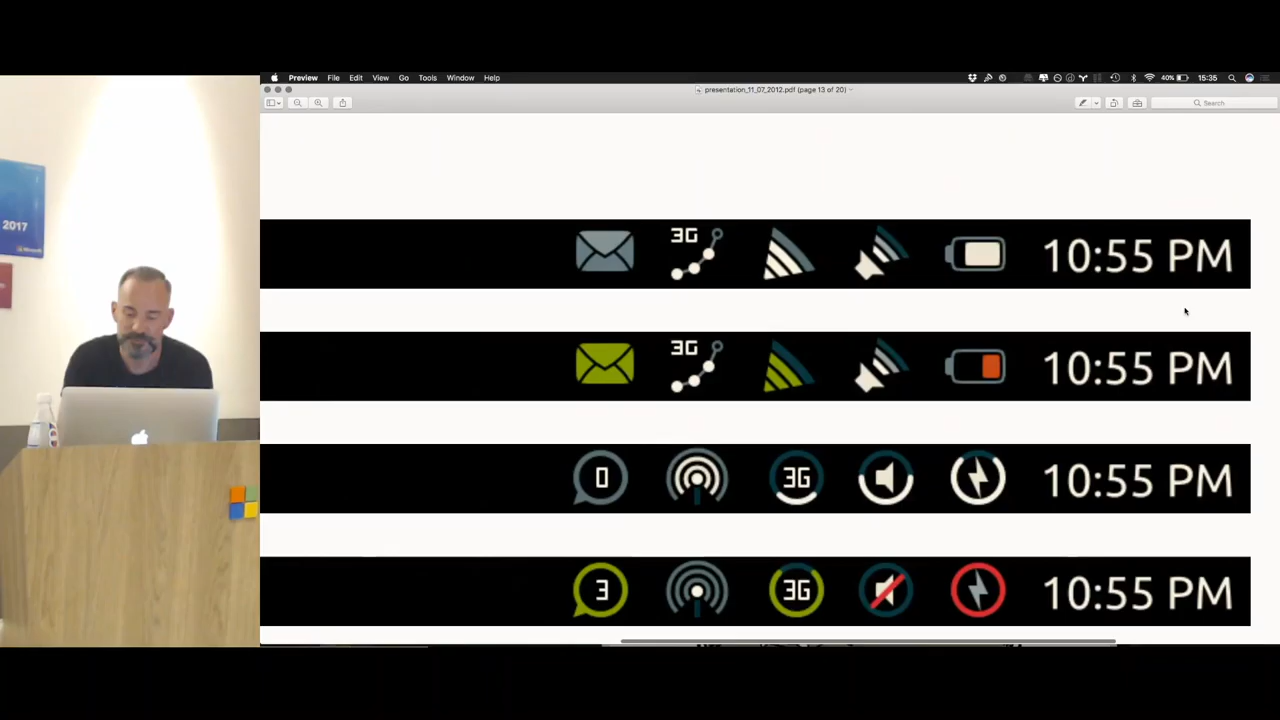 Preview File Edit View Go Tools Window Help 40% 15:35
presentation_11_07_2012.pdf (page 13 of 20)
Search
2017
Microsoft
3G 10:55 PM
3G 10:55 PM
0 3G 10:55 PM
3 3G 10:55 PM